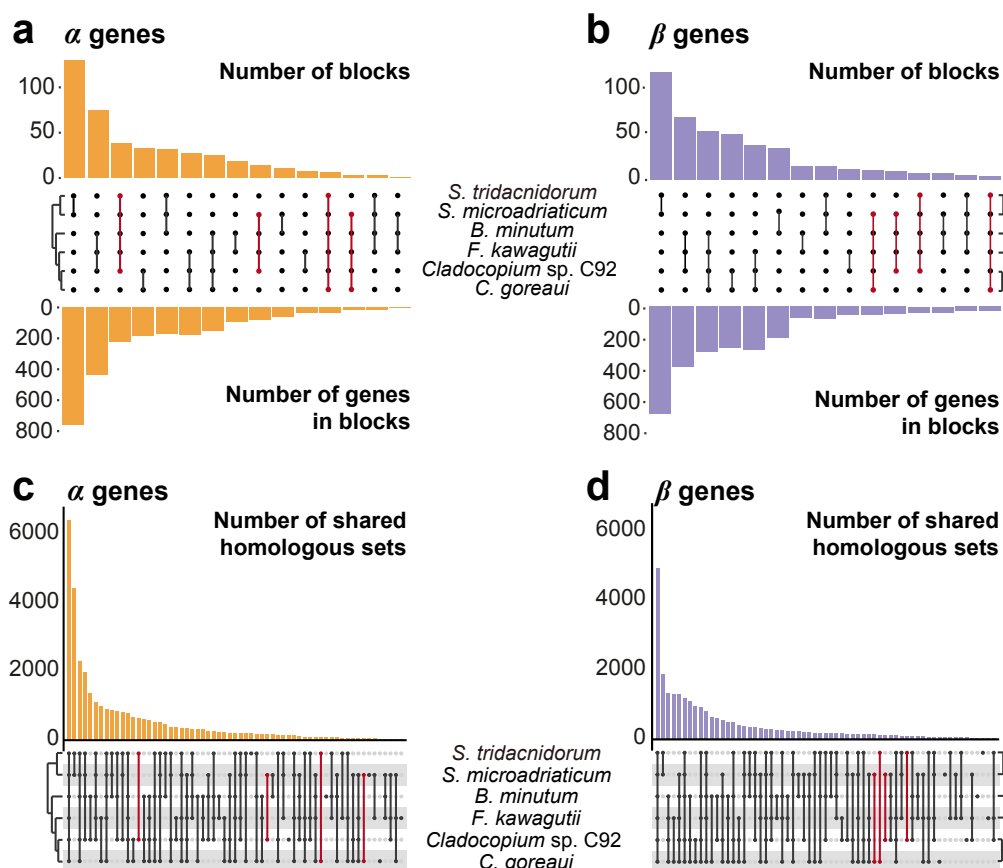 a α genes
Number of blocks
100
50
0
S. tridacnidorum
S. microadriaticum
B. minutum
F. kawagutii
Cladocopium sp. C92
C. goreaui
0
200
400
600
800
Number of genes
in blocks
b β genes
Number of blocks
100
50
0
0
200
400
600
800
Number of genes
in blocks
c α genes
Number of shared
homologous sets
6000
4000
2000
0
S. tridacnidorum
S. microadriaticum
B. minutum
F. kawagutii
Cladocopium sp. C92
C. goreaui
d β genes
Number of shared
homologous sets
6000
4000
2000
0